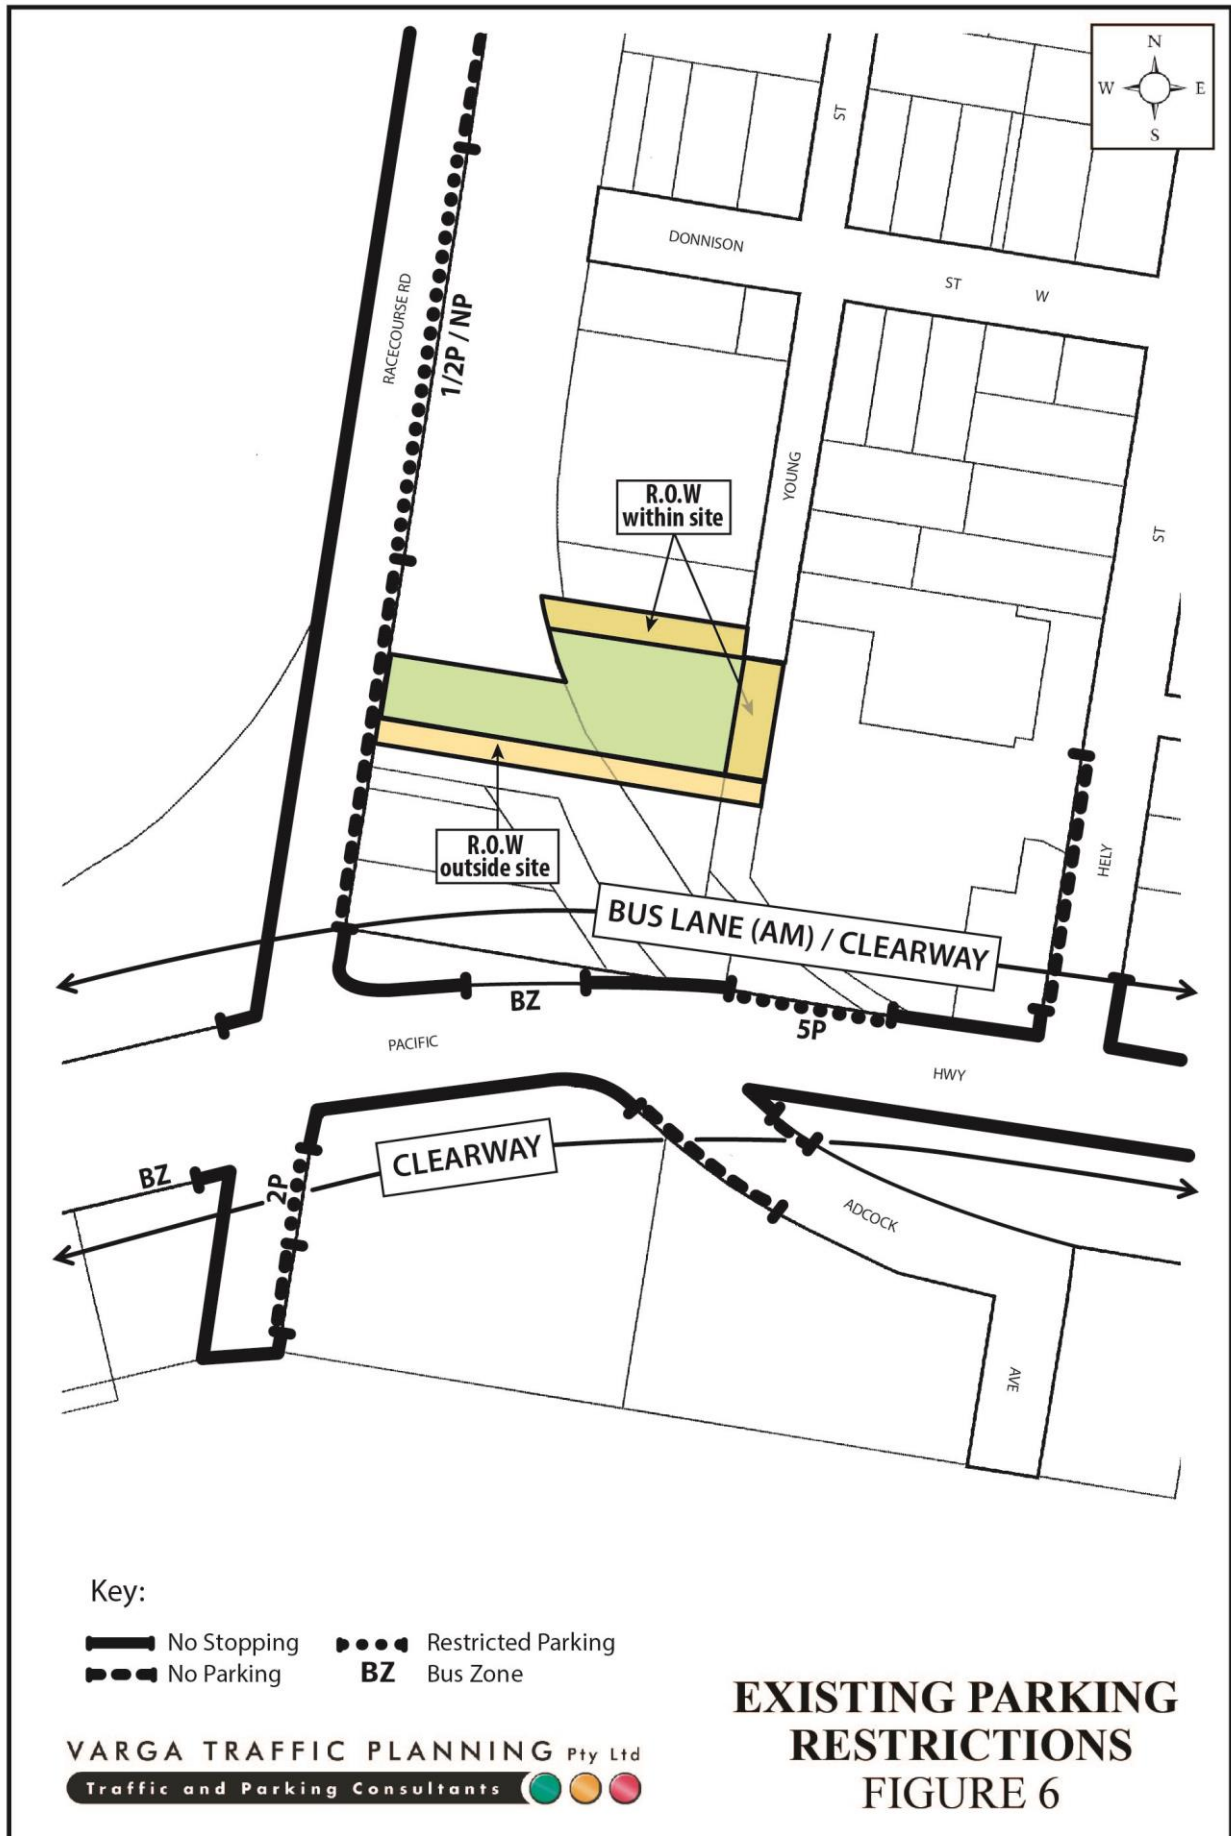 N
W E
S
ST
DONNISON
ST W
RACECOURSE RD
1/2P / NP
YOUNG
R.O.W
within site
ST
R.O.W
outside site
HELY
BUS LANE (AM) / CLEARWAY
BZ
5P
PACIFIC
HWY
CLEARWAY
BZ
2P
ADCOCK
AVE
Key:
No Stopping
Restricted Parking
No Parking
BZ Bus Zone
EXISTING PARKING
RESTRICTIONS
FIGURE 6
VARGA TRAFFIC PLANNING Pty Ltd
Traffic and Parking Consultants